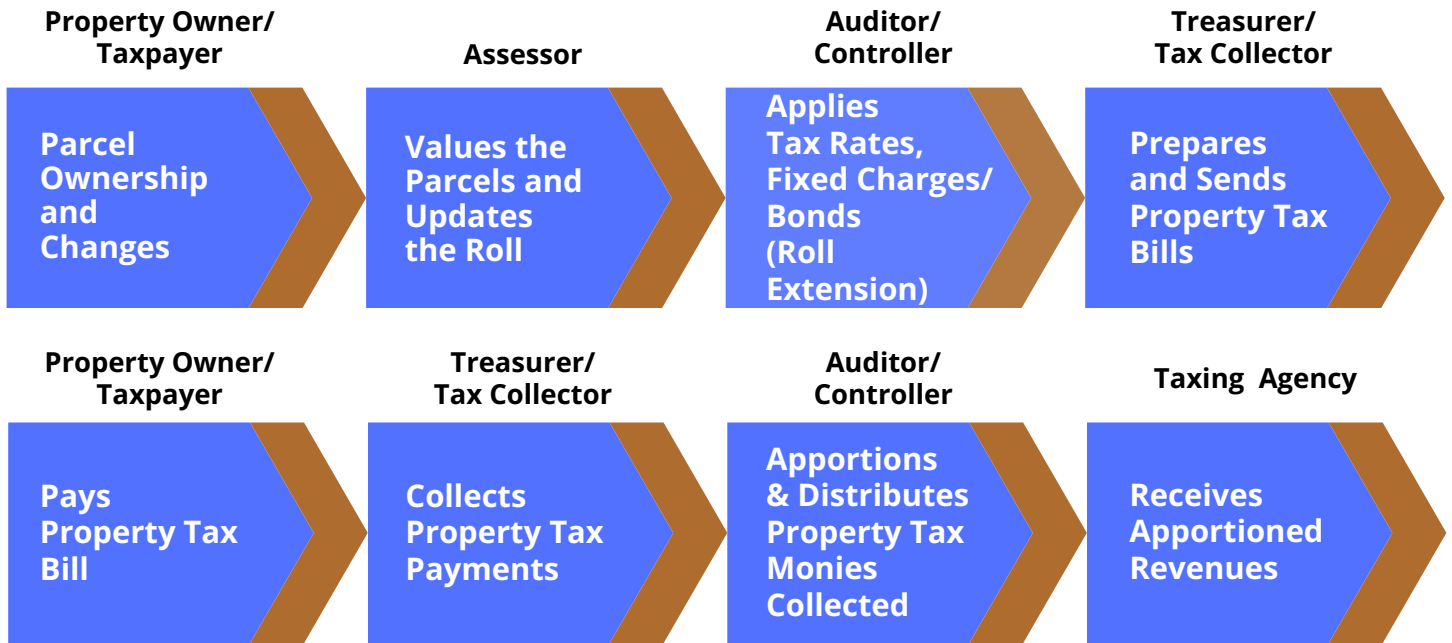 Property Owner/
Taxpayer
Assessor
Auditor/
Controller
Treasurer/
Tax Collector
Parcel
Ownership
and
Changes
Values the
Parcels and
Updates
the Roll
Applies
Tax Rates,
Fixed Charges/
Bonds
(Roll
Extension)
Prepares
and Sends
Property Tax
Bills
Property Owner/
Taxpayer
Treasurer/
Tax Collector
Auditor/
Controller
Taxing Agency
Pays
Property Tax
Bill
Collects
Property Tax
Payments
Apportions
& Distributes
Property Tax
Monies
Collected
Receives
Apportioned
Revenues